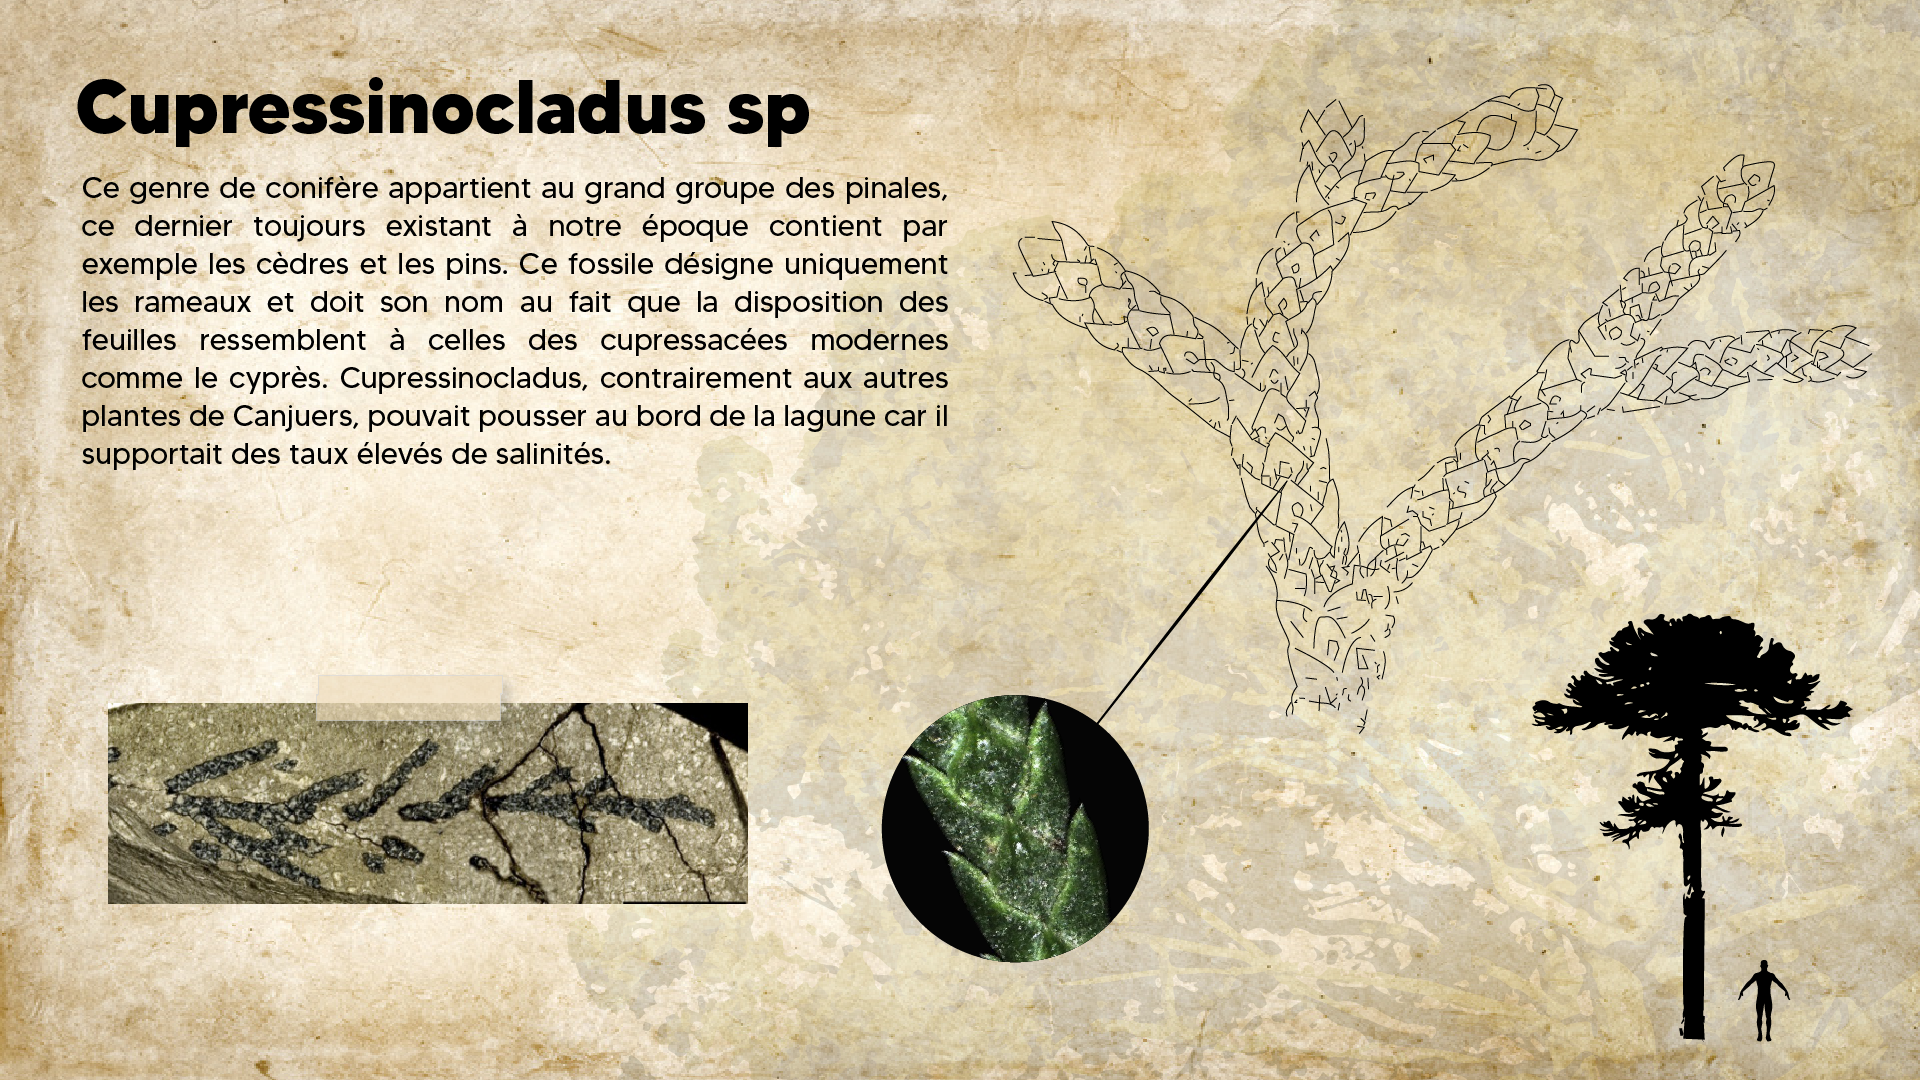 Cupressinocladus sp
Ce genre de conifère appartient au grand groupe des pinales,
ce dernier toujours existant à notre époque contient par
exemple les cèdres et les pins. Ce fossile désigne uniquement
les rameaux et doit son nom au fait que la disposition des
feuilles ressemblent à celles des cupressacées modernes
comme le cyprès. Cupressinocladus, contrairement aux autres
plantes de Canjuers, pouvait pousser au bord de la lagune car il
supportait des taux élevés de salinités.